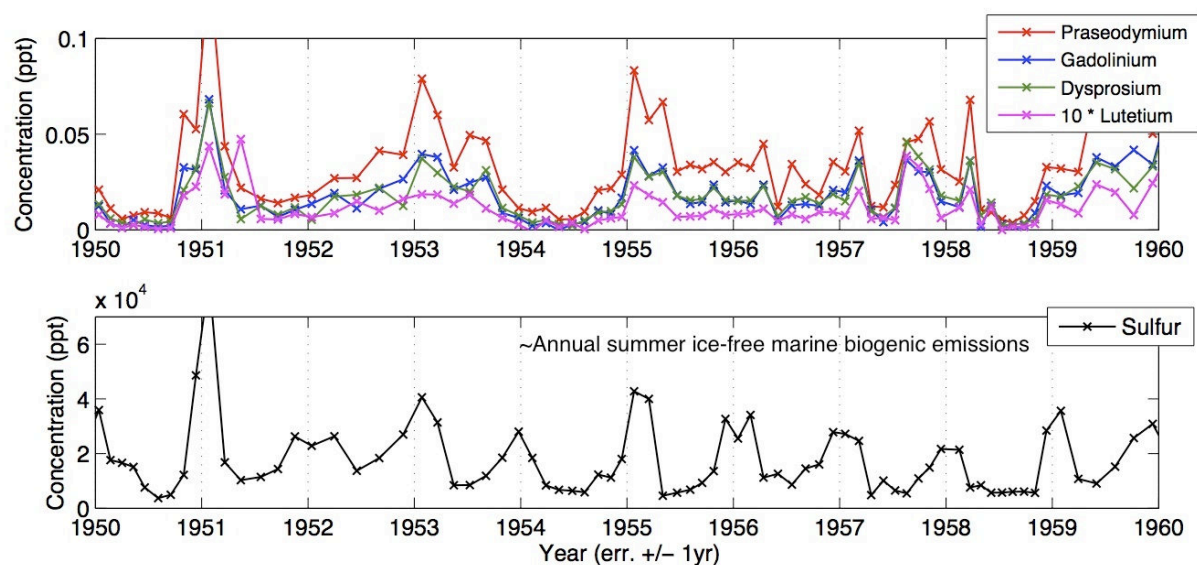 0.1
0.05
0
Concentration (ppt)
Praseodymium
Gadolinium
Dysprosium
10 * Lutetium
1950 1951 1952 1953 1954 1955 1956 1957 1958 1959 1960
x 10^4
6
4
2
0
Concentration (ppt)
~Annual summer ice-free marine biogenic emissions
Sulfur
1950 1951 1952 1953 1954 1955 1956 1957 1958 1959 1960
Year (err. +/− 1yr)